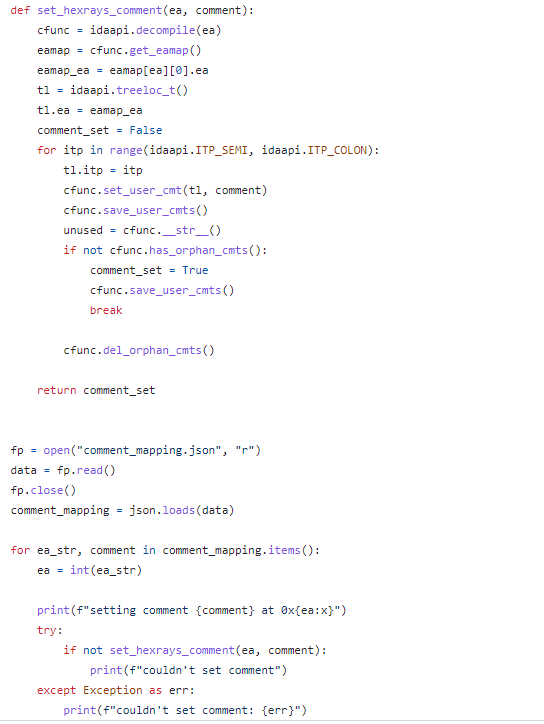 def set_hexrays_comment(ea, comment):
    cfunc = idaapi.decompile(ea)
    eamap = cfunc.get_eamap()
    eamap_ea = eamap[ea][0].ea
    tl = idaapi.treeloc_t()
    tl.ea = eamap_ea
    comment_set = False
    for itp in range(idaapi.ITP_SEMI, idaapi.ITP_COLON):
        tl.itp = itp
        cfunc.set_user_cmt(tl, comment)
        cfunc.save_user_cmts()
        unused = cfunc.__str__()
        if not cfunc.has_orphan_cmts():
            comment_set = True
            cfunc.save_user_cmts()
            break

        cfunc.del_orphan_cmts()

    return comment_set


fp = open("comment_mapping.json", "r")
data = fp.read()
fp.close()
comment_mapping = json.loads(data)

for ea_str, comment in comment_mapping.items():
    ea = int(ea_str)

    print(f"setting comment {comment} at 0x{ea:x}")
    try:
        if not set_hexrays_comment(ea, comment):
            print(f"couldn't set comment")
    except Exception as err:
        print(f"couldn't set comment: {err}")